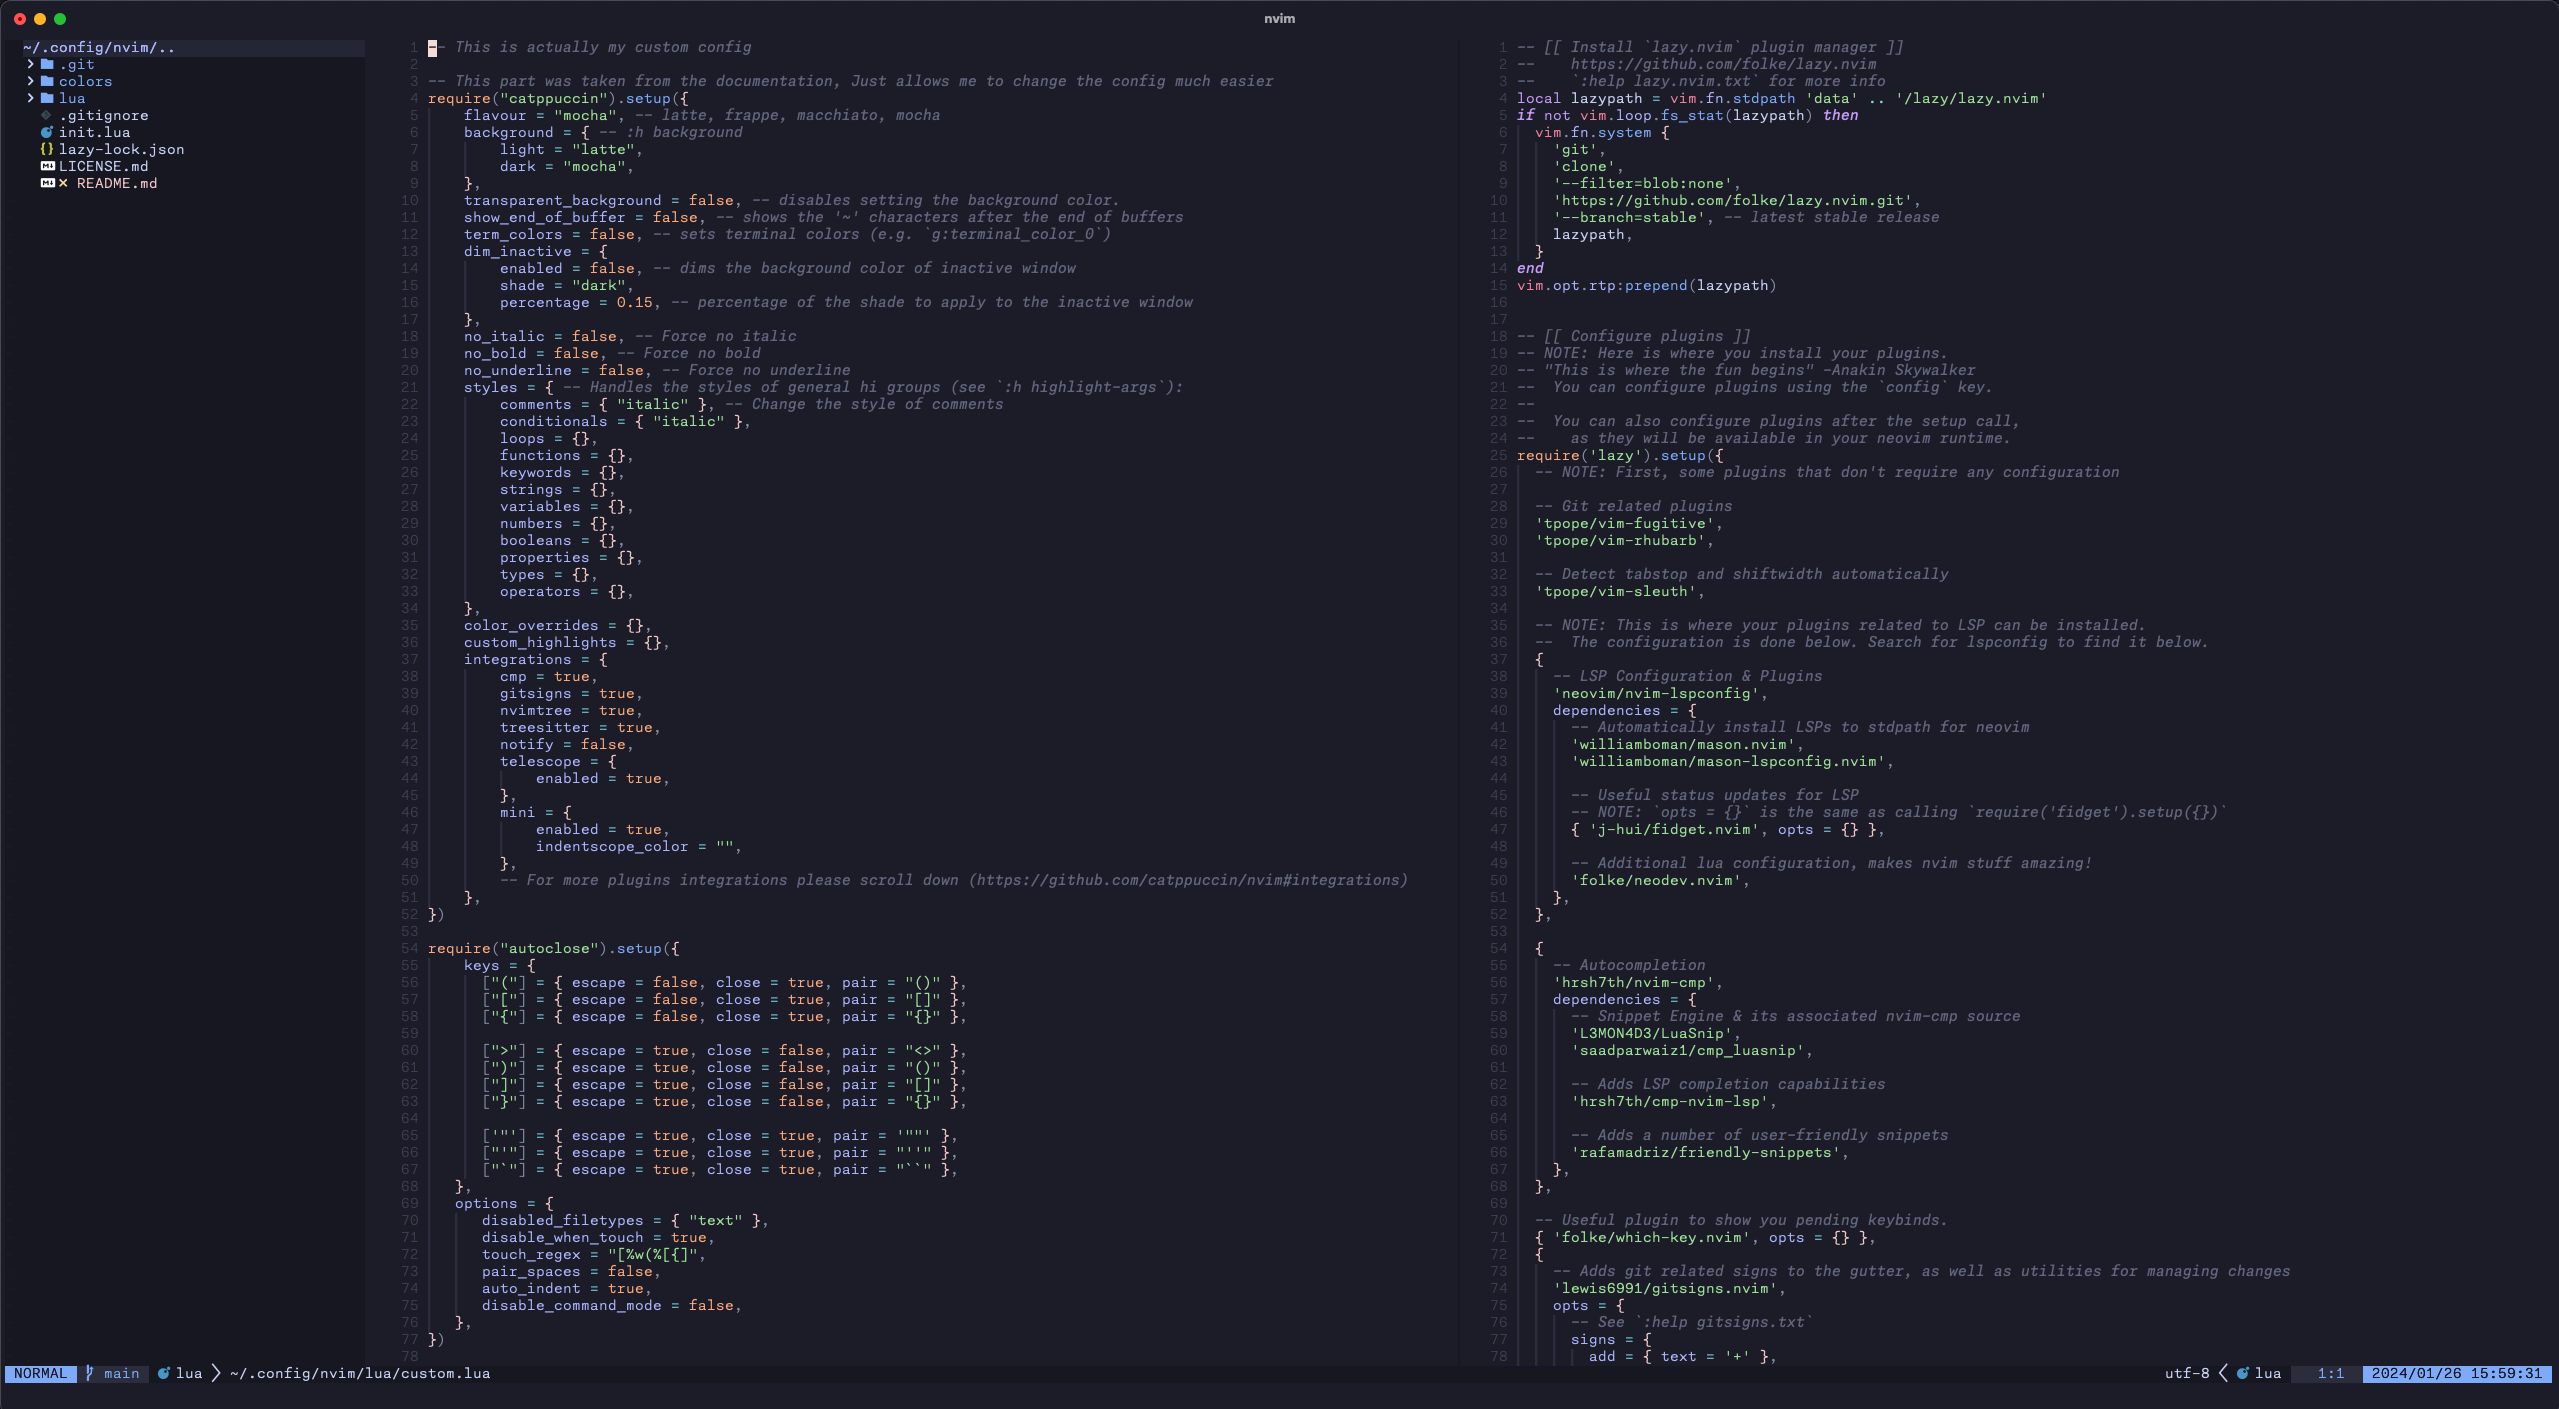 nvim
~/.config/nvim/..
.git
colors
lua
.gitignore
init.lua
{} lazy-lock.json
LICENSE.md
✕ README.md
1 -- This is actually my custom config
2
3 -- This part was taken from the documentation, Just allows me to change the config much easier
4 require("catppuccin").setup({
5     flavour = "mocha", -- latte, frappe, macchiato, mocha
6     background = { -- :h background
7         light = "latte",
8         dark = "mocha",
9     },
10     transparent_background = false, -- disables setting the background color.
11     show_end_of_buffer = false, -- shows the '~' characters after the end of buffers
12     term_colors = false, -- sets terminal colors (e.g. `g:terminal_color_0`)
13     dim_inactive = {
14         enabled = false, -- dims the background color of inactive window
15         shade = "dark",
16         percentage = 0.15, -- percentage of the shade to apply to the inactive window
17     },
18     no_italic = false, -- Force no italic
19     no_bold = false, -- Force no bold
20     no_underline = false, -- Force no underline
21     styles = { -- Handles the styles of general hi groups (see `:h highlight-args`):
22         comments = { "italic" }, -- Change the style of comments
23         conditionals = { "italic" },
24         loops = {},
25         functions = {},
26         keywords = {},
27         strings = {},
28         variables = {},
29         numbers = {},
30         booleans = {},
31         properties = {},
32         types = {},
33         operators = {},
34     },
35     color_overrides = {},
36     custom_highlights = {},
37     integrations = {
38         cmp = true,
39         gitsigns = true,
40         nvimtree = true,
41         treesitter = true,
42         notify = false,
43         telescope = {
44             enabled = true,
45         },
46         mini = {
47             enabled = true,
48             indentscope_color = "",
49         },
50         -- For more plugins integrations please scroll down (https://github.com/catppuccin/nvim#integrations)
51     },
52 })
53
54 require("autoclose").setup({
55     keys = {
56       ["("] = { escape = false, close = true, pair = "()" },
57       ["["] = { escape = false, close = true, pair = "[]" },
58       ["{"] = { escape = false, close = true, pair = "{}" },
59
60       [">"] = { escape = true, close = false, pair = "<>" },
61       [")"] = { escape = true, close = false, pair = "()" },
62       ["]"] = { escape = true, close = false, pair = "[]" },
63       ["}"] = { escape = true, close = false, pair = "{}" },
64
65       ['"'] = { escape = true, close = true, pair = '""' },
66       ["'"] = { escape = true, close = true, pair = "''" },
67       ["`"] = { escape = true, close = true, pair = "``" },
68    },
69    options = {
70       disabled_filetypes = { "text" },
71       disable_when_touch = true,
72       touch_regex = "[%w(%[{]",
73       pair_spaces = false,
74       auto_indent = true,
75       disable_command_mode = false,
76    },
77 })
78
1 -- [[ Install `lazy.nvim` plugin manager ]]
2 --    https://github.com/folke/lazy.nvim
3 --    `:help lazy.nvim.txt` for more info
4 local lazypath = vim.fn.stdpath 'data' .. '/lazy/lazy.nvim'
5 if not vim.loop.fs_stat(lazypath) then
6   vim.fn.system {
7     'git',
8     'clone',
9     '--filter=blob:none',
10     'https://github.com/folke/lazy.nvim.git',
11     '--branch=stable', -- latest stable release
12     lazypath,
13   }
14 end
15 vim.opt.rtp:prepend(lazypath)
16
17
18 -- [[ Configure plugins ]]
19 -- NOTE: Here is where you install your plugins.
20 -- "This is where the fun begins" -Anakin Skywalker
21 --  You can configure plugins using the `config` key.
22 --
23 --  You can also configure plugins after the setup call,
24 --    as they will be available in your neovim runtime.
25 require('lazy').setup({
26   -- NOTE: First, some plugins that don't require any configuration
27
28   -- Git related plugins
29   'tpope/vim-fugitive',
30   'tpope/vim-rhubarb',
31
32   -- Detect tabstop and shiftwidth automatically
33   'tpope/vim-sleuth',
34
35   -- NOTE: This is where your plugins related to LSP can be installed.
36   --  The configuration is done below. Search for lspconfig to find it below.
37   {
38     -- LSP Configuration & Plugins
39     'neovim/nvim-lspconfig',
40     dependencies = {
41       -- Automatically install LSPs to stdpath for neovim
42       'williamboman/mason.nvim',
43       'williamboman/mason-lspconfig.nvim',
44
45       -- Useful status updates for LSP
46       -- NOTE: `opts = {}` is the same as calling `require('fidget').setup({})`
47       { 'j-hui/fidget.nvim', opts = {} },
48
49       -- Additional lua configuration, makes nvim stuff amazing!
50       'folke/neodev.nvim',
51     },
52   },
53
54   {
55     -- Autocompletion
56     'hrsh7th/nvim-cmp',
57     dependencies = {
58       -- Snippet Engine & its associated nvim-cmp source
59       'L3MON4D3/LuaSnip',
60       'saadparwaiz1/cmp_luasnip',
61
62       -- Adds LSP completion capabilities
63       'hrsh7th/cmp-nvim-lsp',
64
65       -- Adds a number of user-friendly snippets
66       'rafamadriz/friendly-snippets',
67     },
68   },
69
70   -- Useful plugin to show you pending keybinds.
71   { 'folke/which-key.nvim', opts = {} },
72   {
73     -- Adds git related signs to the gutter, as well as utilities for managing changes
74     'lewis6991/gitsigns.nvim',
75     opts = {
76       -- See `:help gitsigns.txt`
77       signs = {
78         add = { text = '+' },
NORMAL main lua ~/.config/nvim/lua/custom.lua utf-8 lua 1:1 2024/01/26 15:59:31